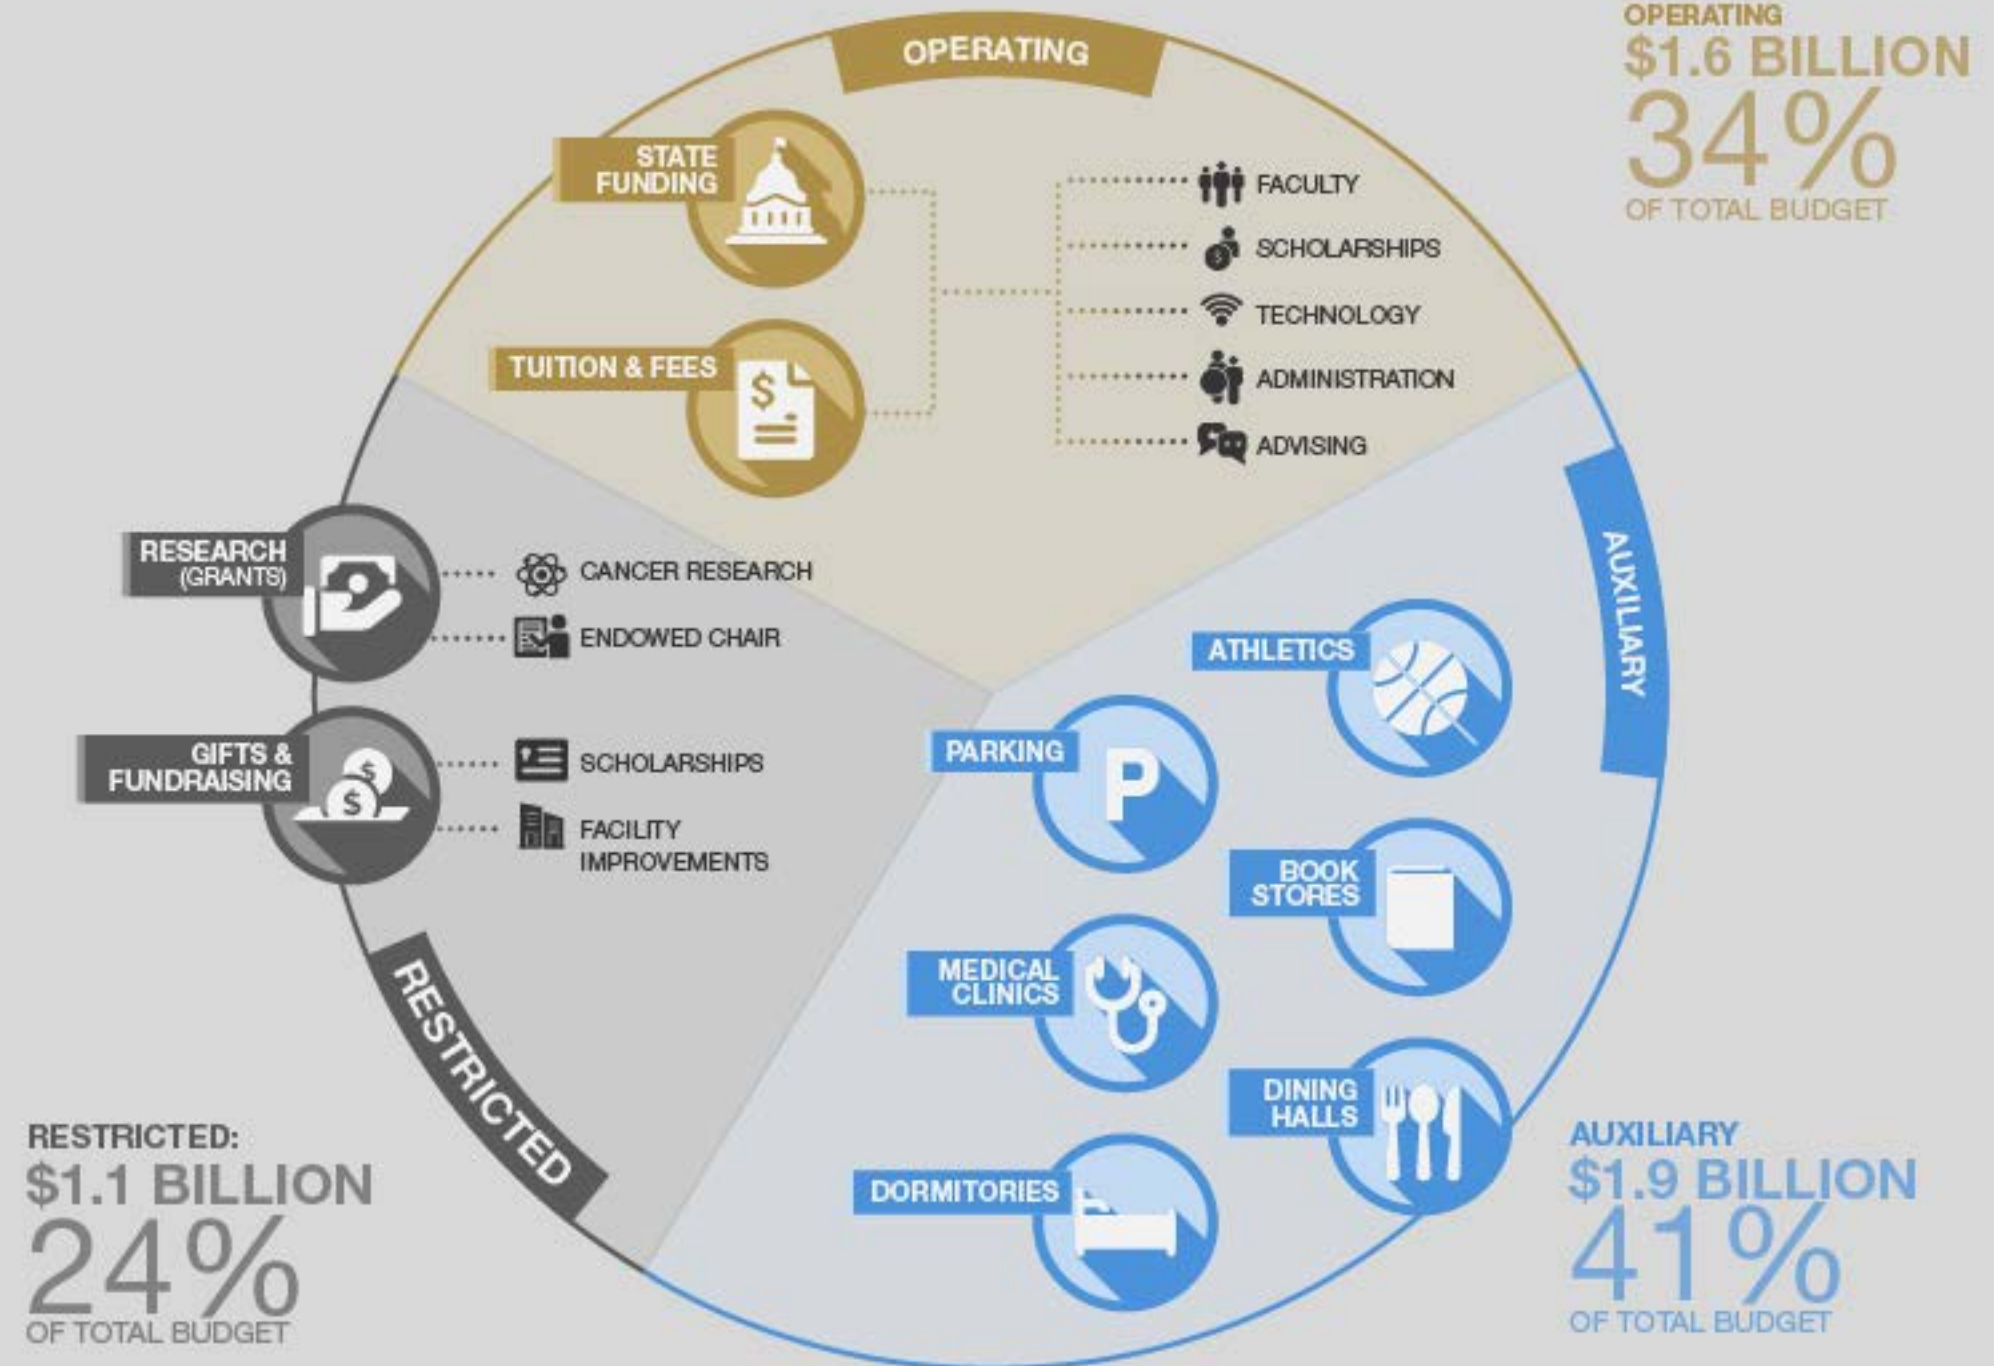 OPERATING
OPERATING
$1.6 BILLION
34%
OF TOTAL BUDGET
STATE
FUNDING
TUITION & FEES
$
FACULTY
SCHOLARSHIPS
TECHNOLOGY
ADMINISTRATION
ADVISING
AUXILIARY
ATHLETICS
PARKING
P
BOOK
STORES
MEDICAL
CLINICS
DINING
HALLS
DORMITORIES
AUXILIARY
$1.9 BILLION
41%
OF TOTAL BUDGET
RESEARCH
(GRANTS)
CANCER RESEARCH
ENDOWED CHAIR
GIFTS &
FUNDRAISING
$
$
SCHOLARSHIPS
FACILITY
IMPROVEMENTS
RESTRICTED
RESTRICTED:
$1.1 BILLION
24%
OF TOTAL BUDGET